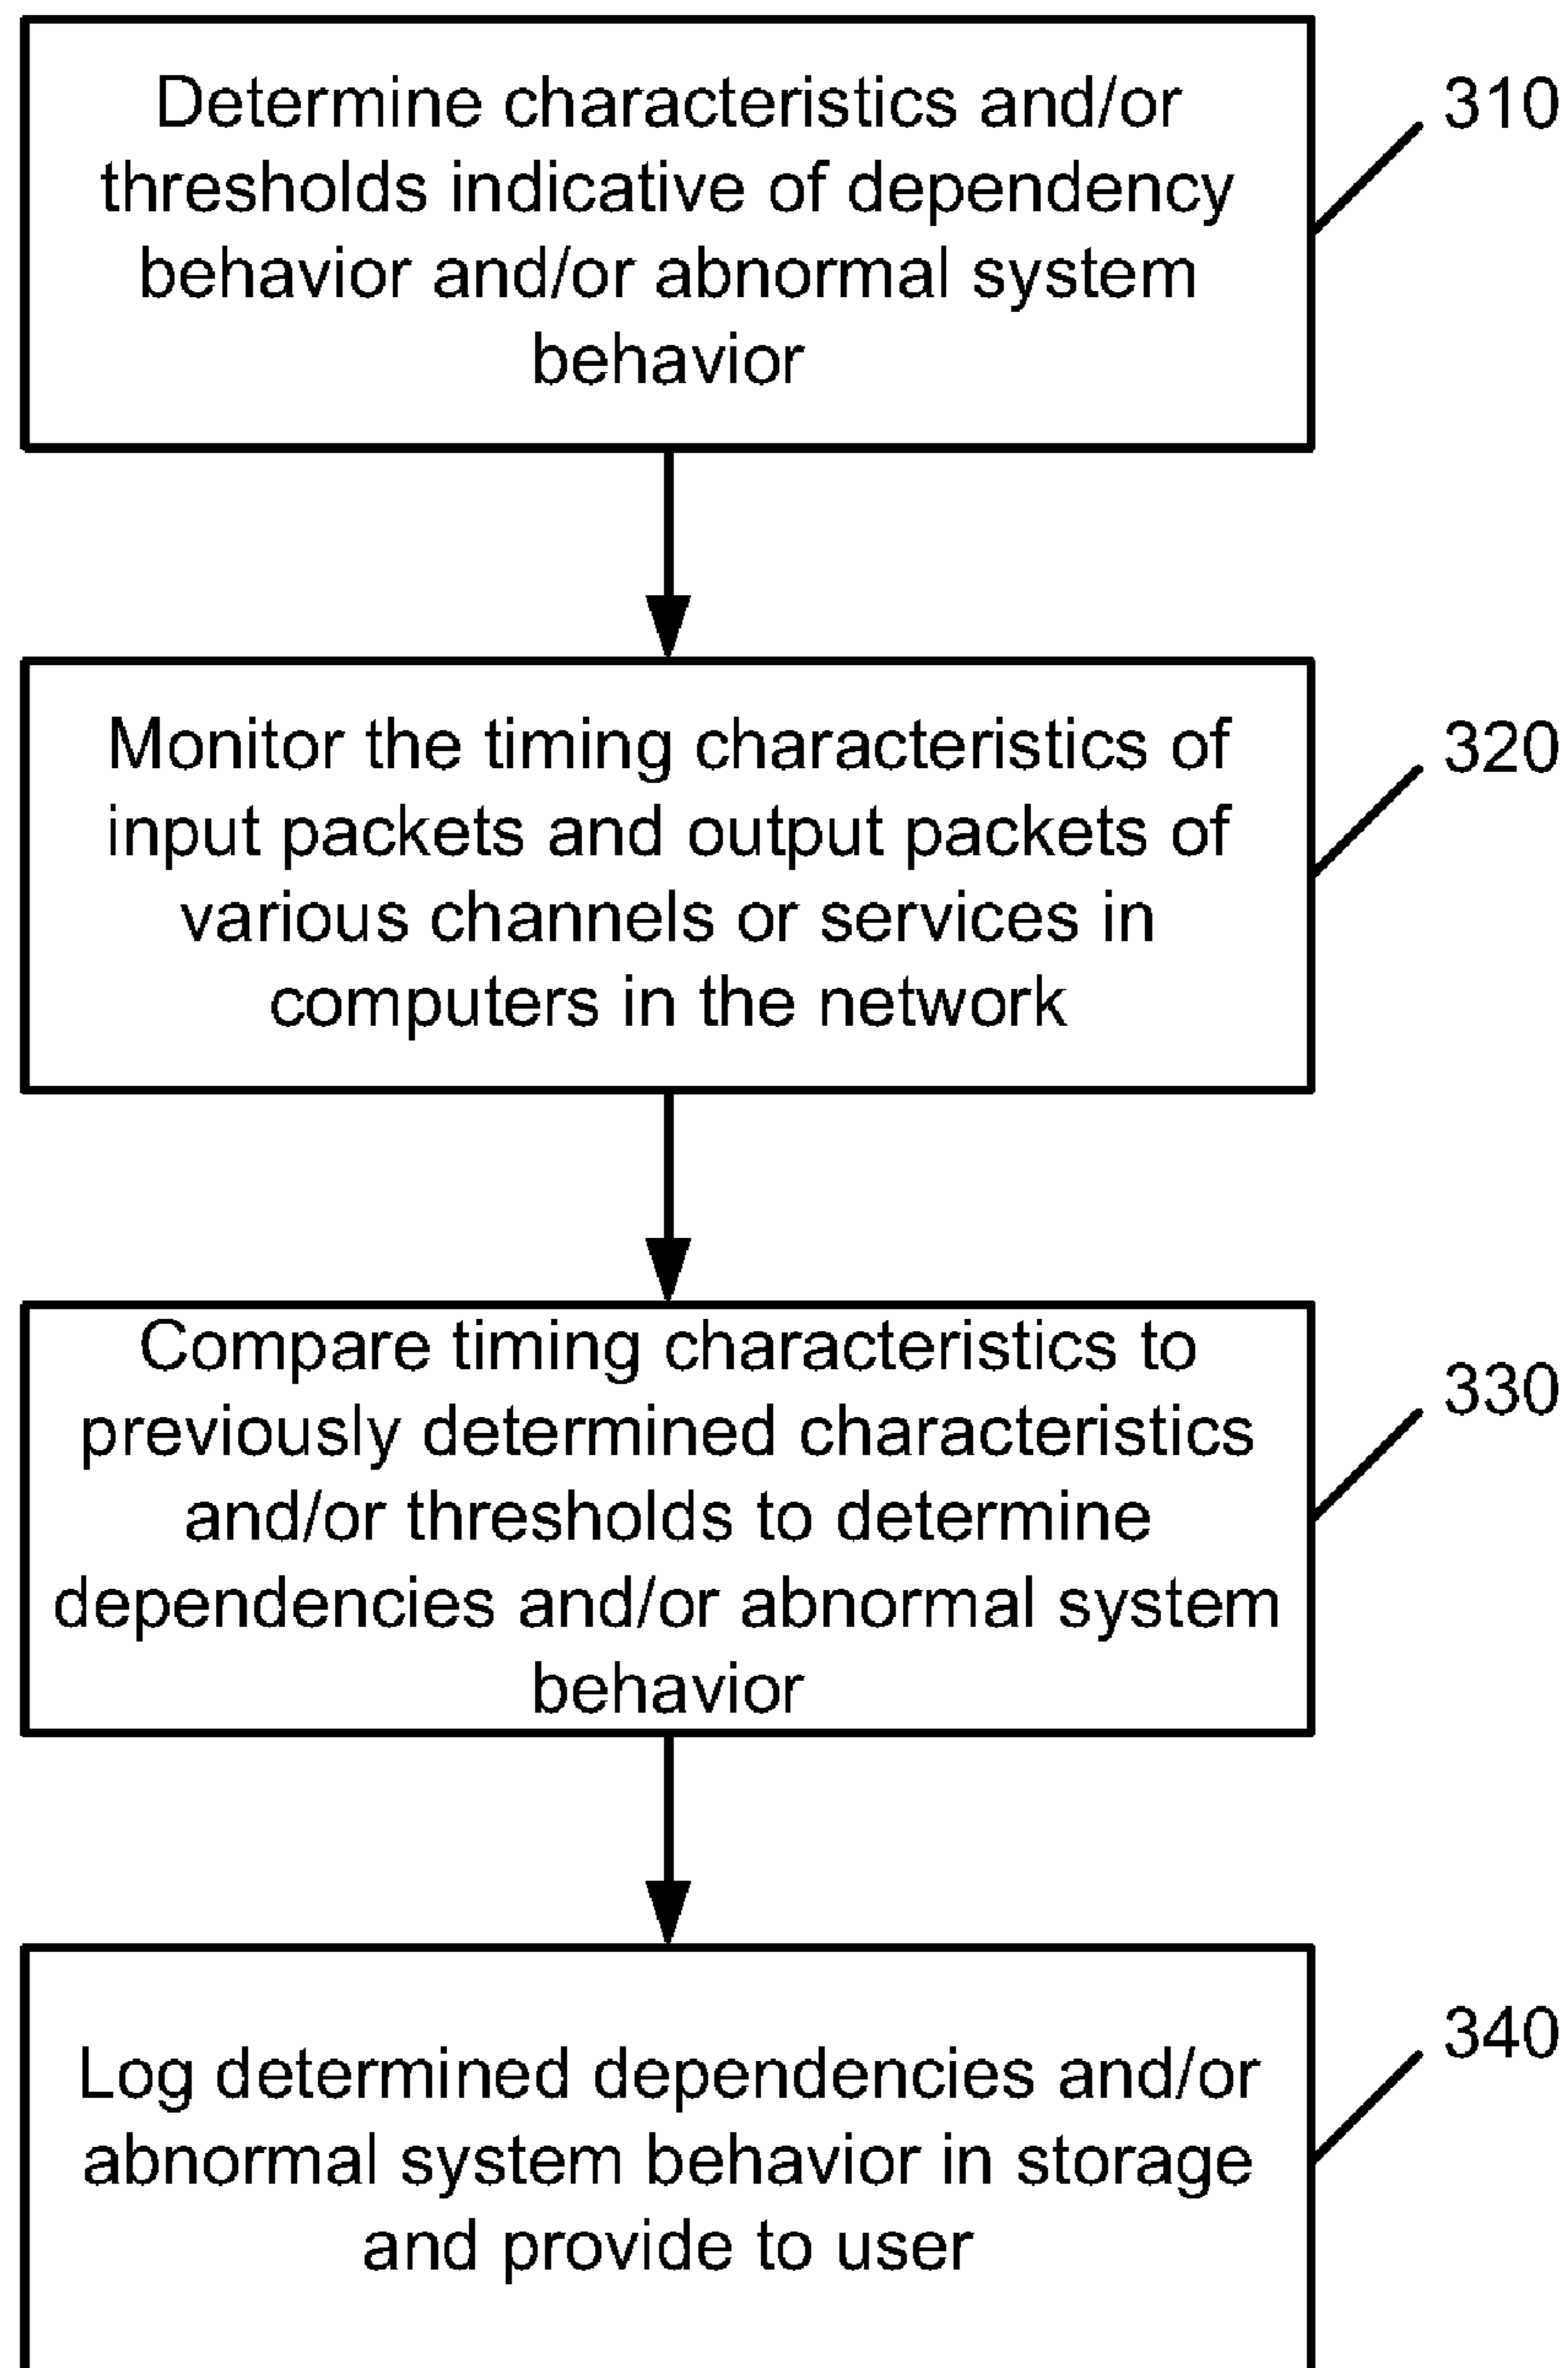 Determine characteristics and/or
thresholds indicative of dependency
behavior and/or abnormal system
behavior
310
Monitor the timing characteristics of
input packets and output packets of
various channels or services in
computers in the network
320
Compare timing characteristics to
previously determined characteristics
and/or thresholds to determine
dependencies and/or abnormal system
behavior
330
Log determined dependencies and/or
abnormal system behavior in storage
and provide to user
340